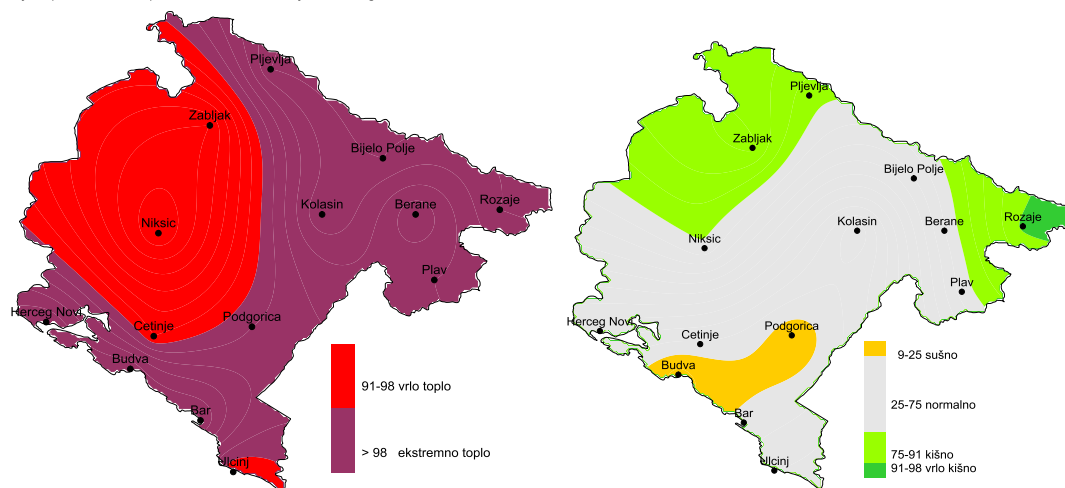 Pljevlja
Zabljak
Bijelo Polje
Kolasin
Berane
Rozaje
Niksic
Plav
Herceg Novi
Cetinje
Podgorica
Budva
Bar
Ulcinj
91-98 vrlo toplo
> 98 ekstremno toplo
Pljevlja
Zabljak
Bijelo Polje
Kolasin
Berane
Rozaje
Niksic
Plav
Herceg Novi
Cetinje
Podgorica
Budva
Bar
Ulcinj
9-25 sušno
25-75 normalno
75-91 kišno
91-98 vrlo kišno